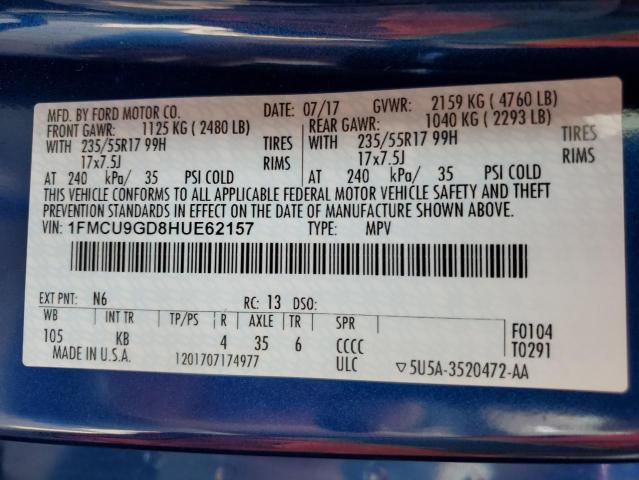 MFD. BY FORD MOTOR CO. DATE: 07/17 GVWR: 2159 KG ( 4760 LB)
FRONT GAWR: 1125 KG ( 2480 LB) REAR GAWR: 1040 KG ( 2293 LB)
WITH 235/55R17 99H TIRES WITH 235/55R17 99H TIRES
17x7.5J RIMS 17x7.5J RIMS
AT 240 kPa/ 35 PSI COLD AT 240 kPa/ 35 PSI COLD
THIS VEHICLE CONFORMS TO ALL APPLICABLE FEDERAL MOTOR VEHICLE SAFETY AND THEFT
PREVENTION STANDARDS IN EFFECT ON THE DATE OF MANUFACTURE SHOWN ABOVE.
VIN: 1FMCU9GD8HUE62157 TYPE: MPV
EXT PNT: N6 RC: 13 DSO:
WB INT TR TP/PS R AXLE TR SPR F0104
105 KB 4 35 6 CCCC T0291
MADE IN U.S.A. 1201707174977 ULC ▽5U5A-3520472-AA